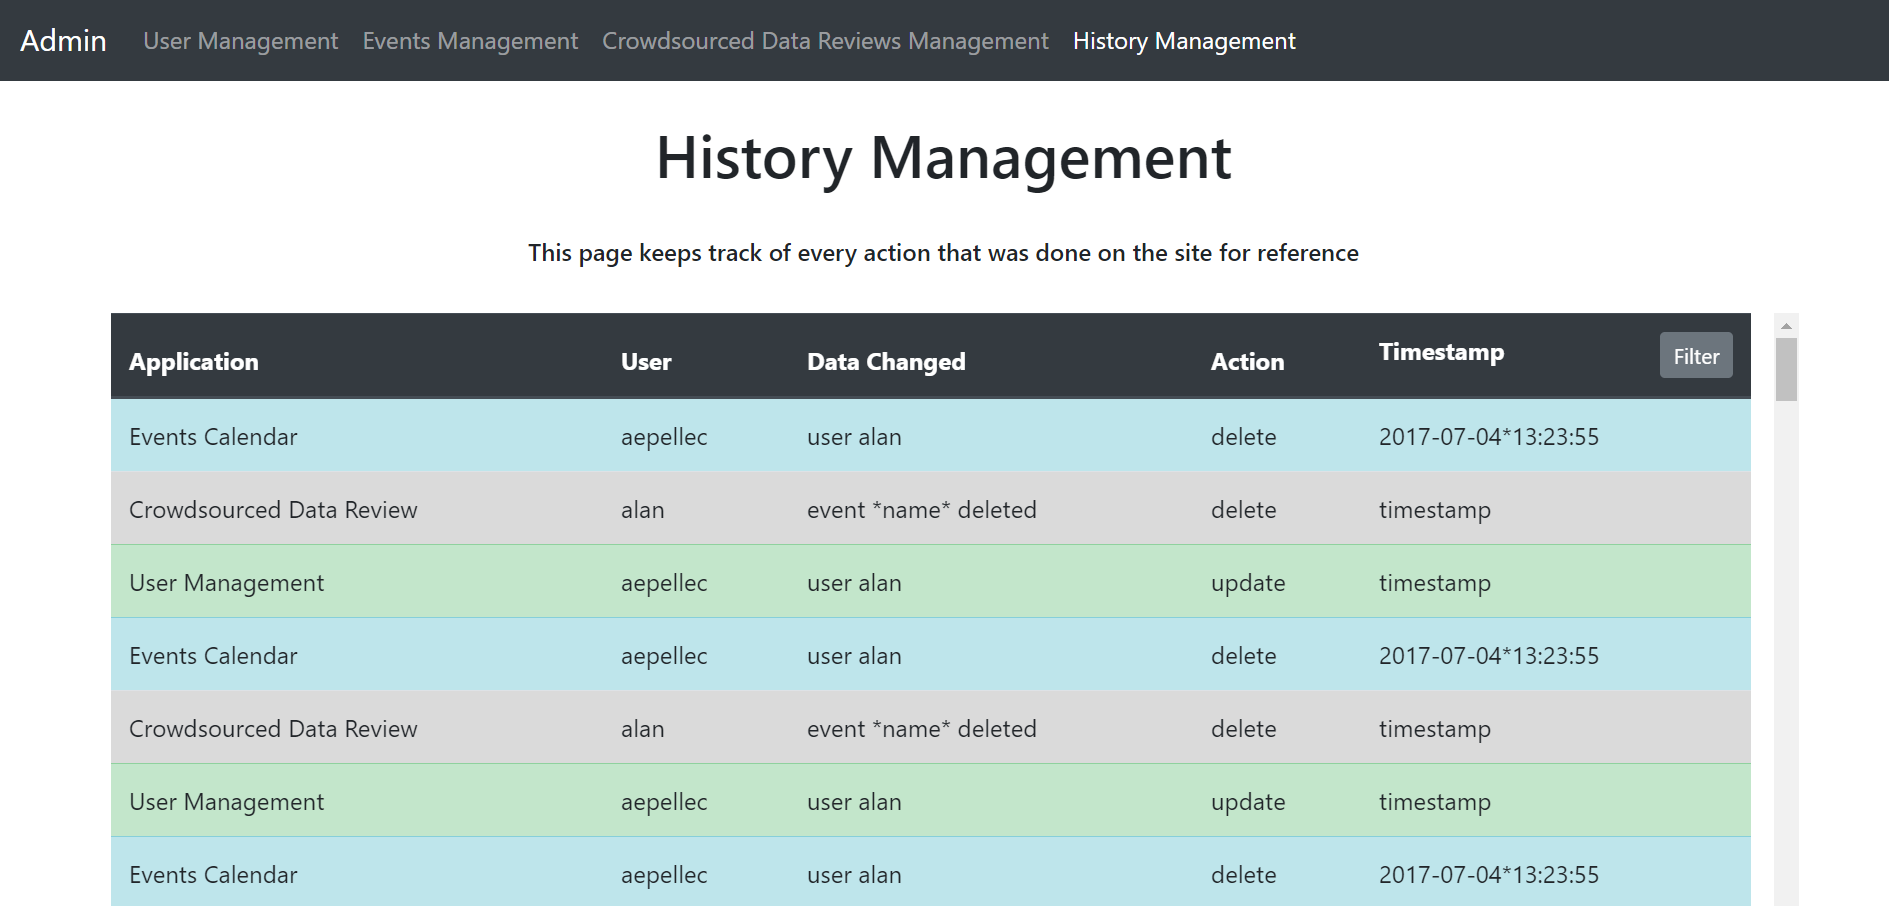 Admin User Management Events Management Crowdsourced Data Reviews Management History Management
History Management
This page keeps track of every action that was done on the site for reference
Application User Data Changed Action Timestamp Filter
Events Calendar aepellec user alan delete 2017-07-04*13:23:55
Crowdsourced Data Review alan event *name* deleted delete timestamp
User Management aepellec user alan update timestamp
Events Calendar aepellec user alan delete 2017-07-04*13:23:55
Crowdsourced Data Review alan event *name* deleted delete timestamp
User Management aepellec user alan update timestamp
Events Calendar aepellec user alan delete 2017-07-04*13:23:55